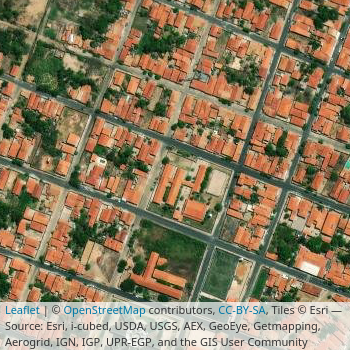 Leaflet | © OpenStreetMap contributors, CC-BY-SA, Tiles © Esri —
Source: Esri, i-cubed, USDA, USGS, AEX, GeoEye, Getmapping,
Aerogrid, IGN, IGP, UPR-EGP, and the GIS User Community